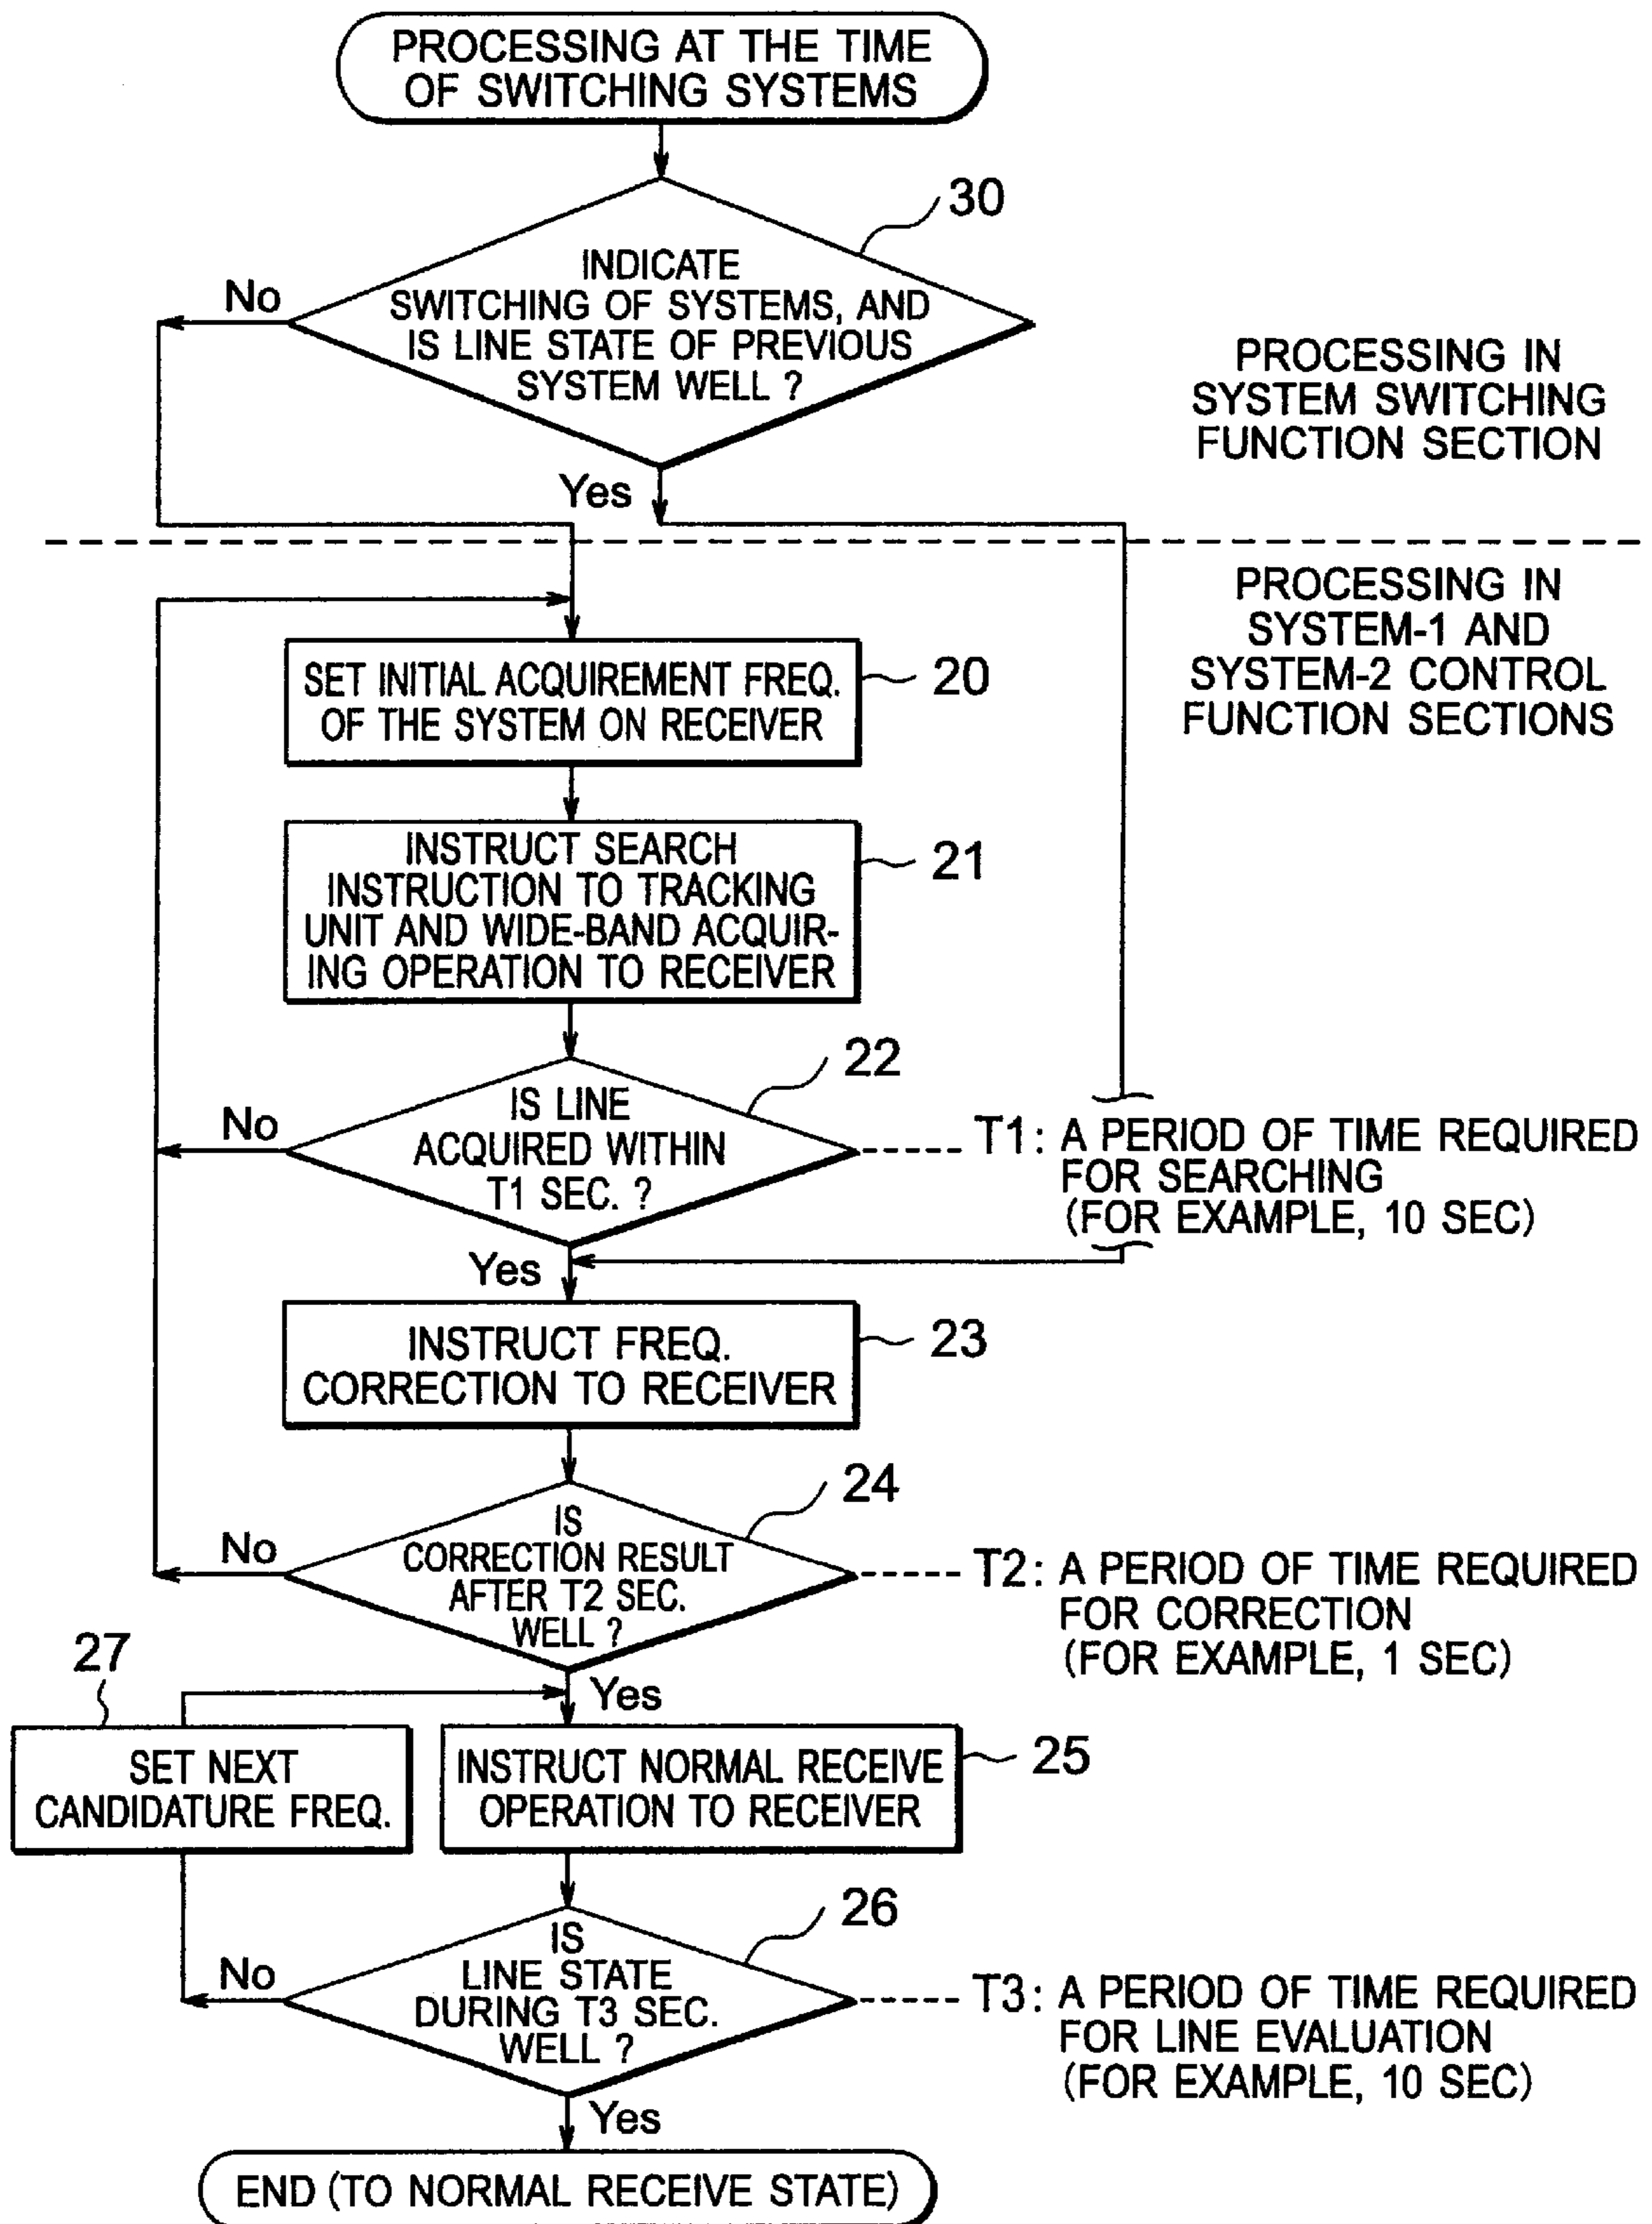 PROCESSING AT THE TIME
OF SWITCHING SYSTEMS
30
INDICATE
SWITCHING OF SYSTEMS, AND
IS LINE STATE OF PREVIOUS
SYSTEM WELL ?
No
Yes
PROCESSING IN
SYSTEM SWITCHING
FUNCTION SECTION
PROCESSING IN
SYSTEM-1 AND
SYSTEM-2 CONTROL
FUNCTION SECTIONS
SET INITIAL ACQUIREMENT FREQ.
OF THE SYSTEM ON RECEIVER
20
INSTRUCT SEARCH
INSTRUCTION TO TRACKING
UNIT AND WIDE-BAND ACQUIR-
ING OPERATION TO RECEIVER
21
22
IS LINE
ACQUIRED WITHIN
T1 SEC. ?
No
Yes
T1: A PERIOD OF TIME REQUIRED
FOR SEARCHING
(FOR EXAMPLE, 10 SEC)
INSTRUCT FREQ.
CORRECTION TO RECEIVER
23
24
IS
CORRECTION RESULT
AFTER T2 SEC.
WELL ?
No
Yes
T2: A PERIOD OF TIME REQUIRED
FOR CORRECTION
(FOR EXAMPLE, 1 SEC)
27
SET NEXT
CANDIDATURE FREQ.
INSTRUCT NORMAL RECEIVE
OPERATION TO RECEIVER
25
26
IS
LINE STATE
DURING T3 SEC.
WELL ?
No
Yes
T3: A PERIOD OF TIME REQUIRED
FOR LINE EVALUATION
(FOR EXAMPLE, 10 SEC)
END (TO NORMAL RECEIVE STATE)